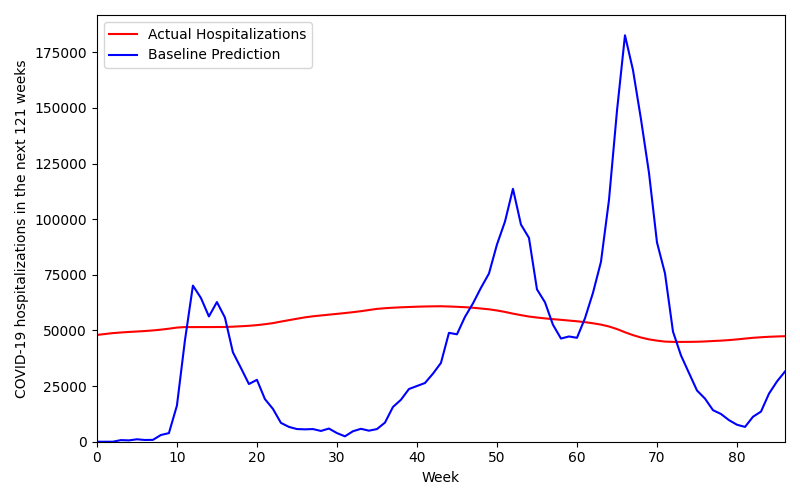 Actual Hospitalizations
Baseline Prediction
COVID-19 hospitalizations in the next 121 weeks
175000
150000
125000
100000
75000
50000
25000
0
0 10 20 30 40 50 60 70 80
Week